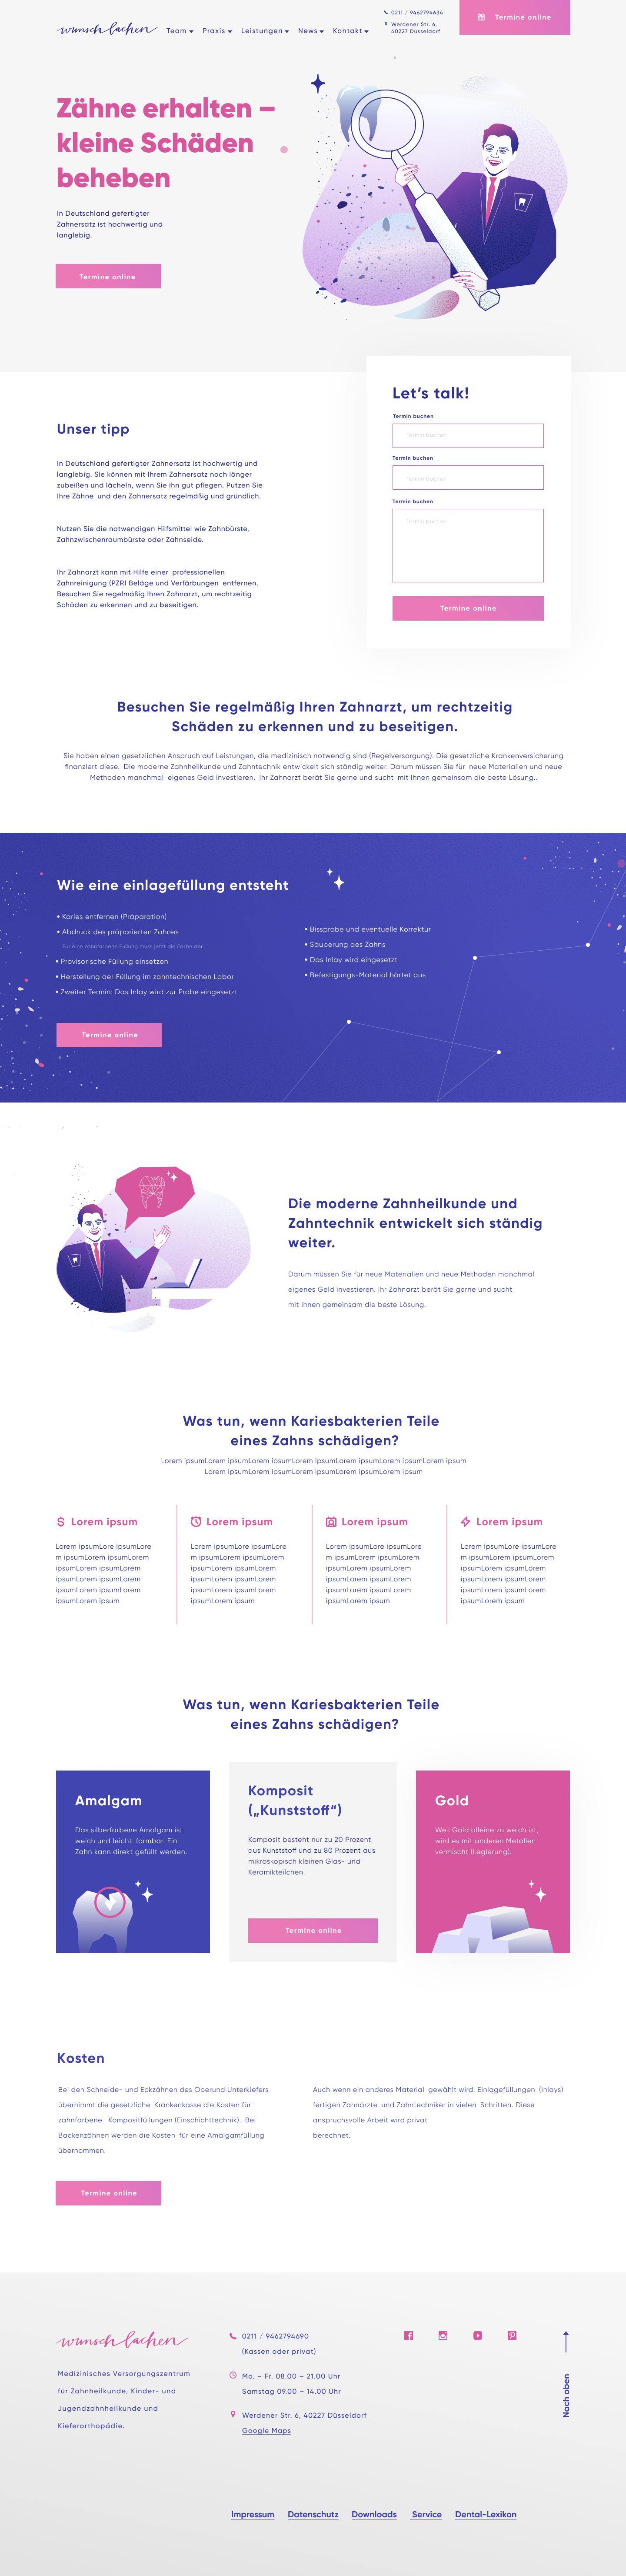 wunschlachen
Team
Praxis
Leistungen
News
Kontakt
0211 / 9462794634
Werdener Str. 6,
40227 Düsseldorf
Termine online
Zähne erhalten –
kleine Schäden
beheben
In Deutschland gefertigter
Zahnersatz ist hochwertig und
langlebig.
Termine online
Let's talk!
Termin buchen
Termin buchen
Termin buchen
Termin buchen
Termin buchen
Termin buchen
Termine online
Unser tipp
In Deutschland gefertigter Zahnersatz ist hochwertig und
langlebig. Sie können mit Ihrem Zahnersatz noch länger
zubeißen und lächeln, wenn Sie ihn gut pflegen. Putzen Sie
Ihre Zähne und den Zahnersatz regelmäßig und gründlich.
Nutzen Sie die notwendigen Hilfsmittel wie Zahnbürste,
Zahnzwischenraumbürste oder Zahnseide.
Ihr Zahnarzt kann mit Hilfe einer professionellen
Zahnreinigung (PZR) Beläge und Verfärbungen entfernen.
Besuchen Sie regelmäßig Ihren Zahnarzt, um rechtzeitig
Schäden zu erkennen und zu beseitigen.
Besuchen Sie regelmäßig Ihren Zahnarzt, um rechtzeitig
Schäden zu erkennen und zu beseitigen.
Sie haben einen gesetzlichen Anspruch auf Leistungen, die medizinisch notwendig sind (Regelversorgung). Die gesetzliche Krankenversicherung
finanziert diese. Die moderne Zahnheilkunde und Zahntechnik entwickelt sich ständig weiter. Darum müssen Sie für neue Materialien und neue
Methoden manchmal eigenes Geld investieren. Ihr Zahnarzt berät Sie gerne und sucht mit Ihnen gemeinsam die beste Lösung..
Wie eine einlagefüllung entsteht
• Karies entfernen (Präparation)
• Abdruck des präparierten Zahnes
Für eine zahnfarbene Füllung muss jetzt die Farbe der
• Provisorische Füllung einsetzen
• Herstellung der Füllung im zahntechnischen Labor
• Zweiter Termin: Das Inlay wird zur Probe eingesetzt
• Bissprobe und eventuelle Korrektur
• Säuberung des Zahns
• Das Inlay wird eingesetzt
• Befestigungs-Material härtet aus
Termine online
Die moderne Zahnheilkunde und
Zahntechnik entwickelt sich ständig
weiter.
Darum müssen Sie für neue Materialien und neue Methoden manchmal
eigenes Geld investieren. Ihr Zahnarzt berät Sie gerne und sucht
mit Ihnen gemeinsam die beste Lösung.
Was tun, wenn Kariesbakterien Teile
eines Zahns schädigen?
Lorem ipsumLorem ipsumLorem ipsumLorem ipsumLorem ipsumLorem ipsumLorem ipsum
Lorem ipsumLorem ipsumLorem ipsumLorem ipsumLorem ipsum
Lorem ipsum
Lorem ipsumLore ipsumLore
m ipsumLorem ipsumLorem
ipsumLorem ipsumLorem
ipsumLorem ipsumLorem
ipsumLorem ipsumLorem
ipsumLorem ipsum
Lorem ipsum
Lorem ipsumLore ipsumLore
m ipsumLorem ipsumLorem
ipsumLorem ipsumLorem
ipsumLorem ipsumLorem
ipsumLorem ipsumLorem
ipsumLorem ipsum
Lorem ipsum
Lorem ipsumLore ipsumLore
m ipsumLorem ipsumLorem
ipsumLorem ipsumLorem
ipsumLorem ipsumLorem
ipsumLorem ipsumLorem
ipsumLorem ipsum
Lorem ipsum
Lorem ipsumLore ipsumLore
m ipsumLorem ipsumLorem
ipsumLorem ipsumLorem
ipsumLorem ipsumLorem
ipsumLorem ipsumLorem
ipsumLorem ipsum
Was tun, wenn Kariesbakterien Teile
eines Zahns schädigen?
Amalgam
Das silberfarbene Amalgam ist
weich und leicht formbar. Ein
Zahn kann direkt gefüllt werden.
Komposit
(„Kunststoff“)
Komposit besteht nur zu 20 Prozent
aus Kunststoff und zu 80 Prozent aus
mikroskopisch kleinen Glas- und
Keramikteilchen.
Termine online
Gold
Weil Gold alleine zu weich ist,
wird es mit anderen Metallen
vermischt (Legierung).
Kosten
Bei den Schneide- und Eckzähnen des Oberund Unterkiefers
übernimmt die gesetzliche Krankenkasse die Kosten für
zahnfarbene Kompositfüllungen (Einschichttechnik). Bei
Backenzähnen werden die Kosten für eine Amalgamfüllung
übernommen.
Auch wenn ein anderes Material gewählt wird. Einlagefüllungen (Inlays)
fertigen Zahnärzte und Zahntechniker in vielen Schritten. Diese
anspruchsvolle Arbeit wird privat
berechnet.
Termine online
wunschlachen
Medizinisches Versorgungszentrum
für Zahnheilkunde, Kinder- und
Jugendzahnheilkunde und
Kieferorthopädie.
0211 / 9462794690
(Kassen oder privat)
Mo. – Fr. 08.00 – 21.00 Uhr
Samstag 09.00 – 14.00 Uhr
Werdener Str. 6, 40227 Düsseldorf
Google Maps
Nach oben
Impressum
Datenschutz
Downloads
Service
Dental-Lexikon